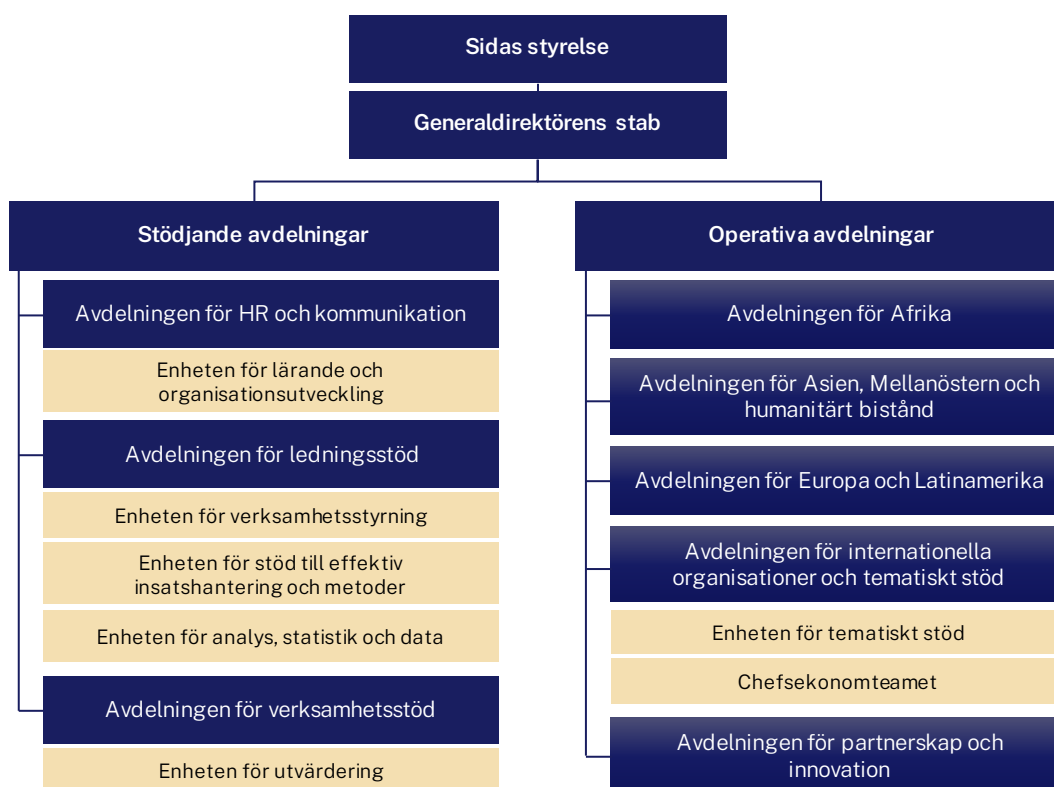 Sidas styrelse
Generaldirektörens stab
Stödjande avdelningar
Avdelningen för HR och kommunikation
Enheten för lärande och
organisationsutveckling
Avdelningen för ledningsstöd
Enheten för verksamhetsstyrning
Enheten för stöd till effektiv
insatshantering och metoder
Enheten för analys, statistik och data
Avdelningen för verksamhetsstöd
Enheten för utvärdering
Operativa avdelningar
Avdelningen för Afrika
Avdelningen för Asien, Mellanöstern och
humanitärt bistånd
Avdelningen för Europa och Latinamerika
Avdelningen för internationella
organisationer och tematiskt stöd
Enheten för tematiskt stöd
Chefsekonomteamet
Avdelningen för partnerskap och
innovation